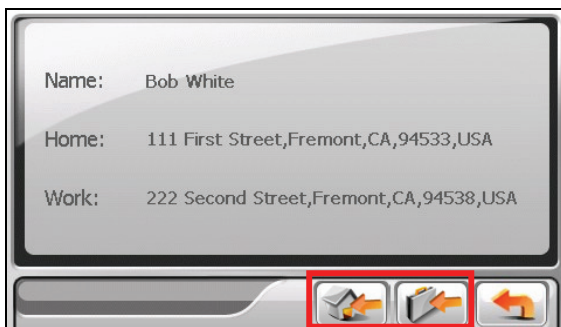 Name: Bob White
Home: 111 First Street,Fremont,CA,94533,USA
Work: 222 Second Street,Fremont,CA,94538,USA